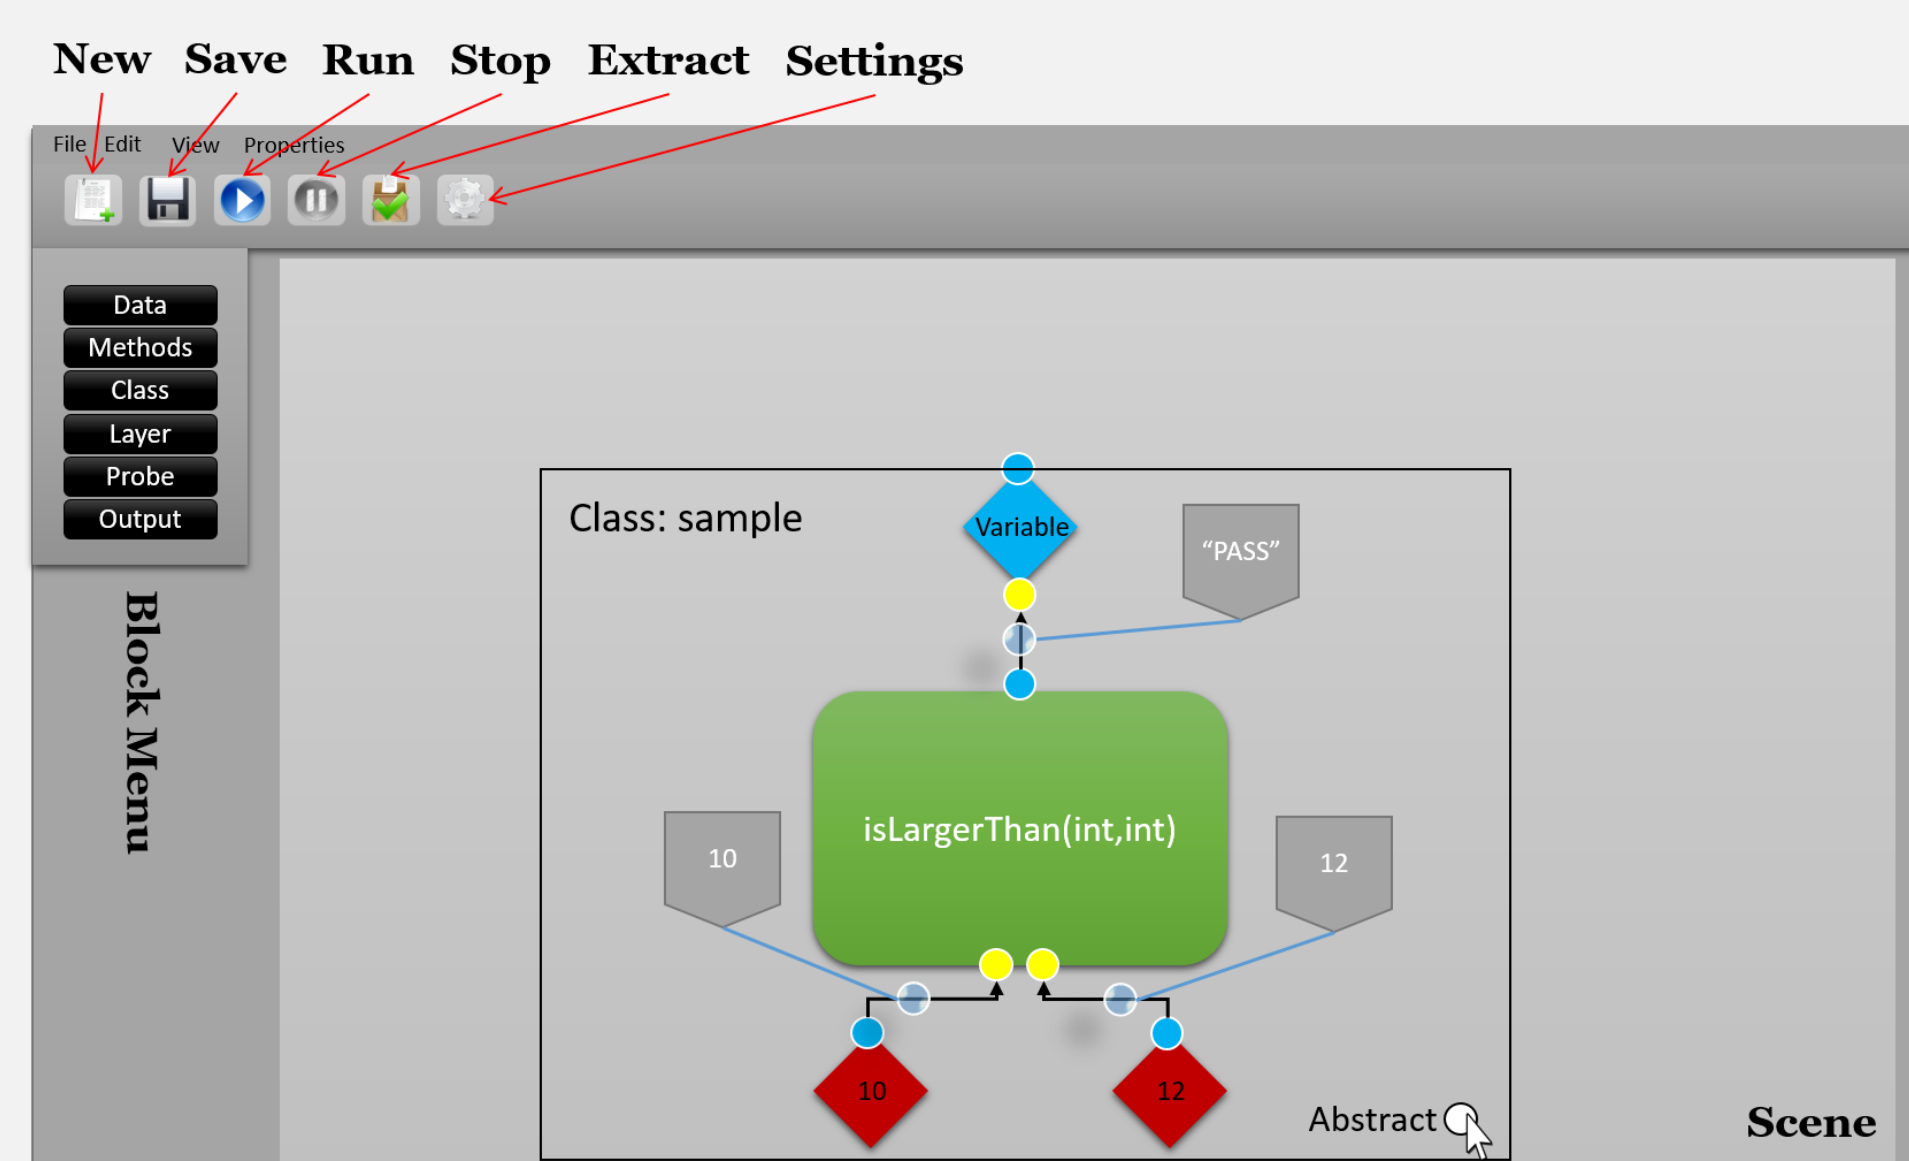 New Save Run Stop Extract Settings
File Edit View Properties
Data
Methods
Class
Layer
Probe
Output
Block Menu
Class: sample
Variable
“PASS”
isLargerThan(int,int)
10
12
10
12
Abstract
Scene